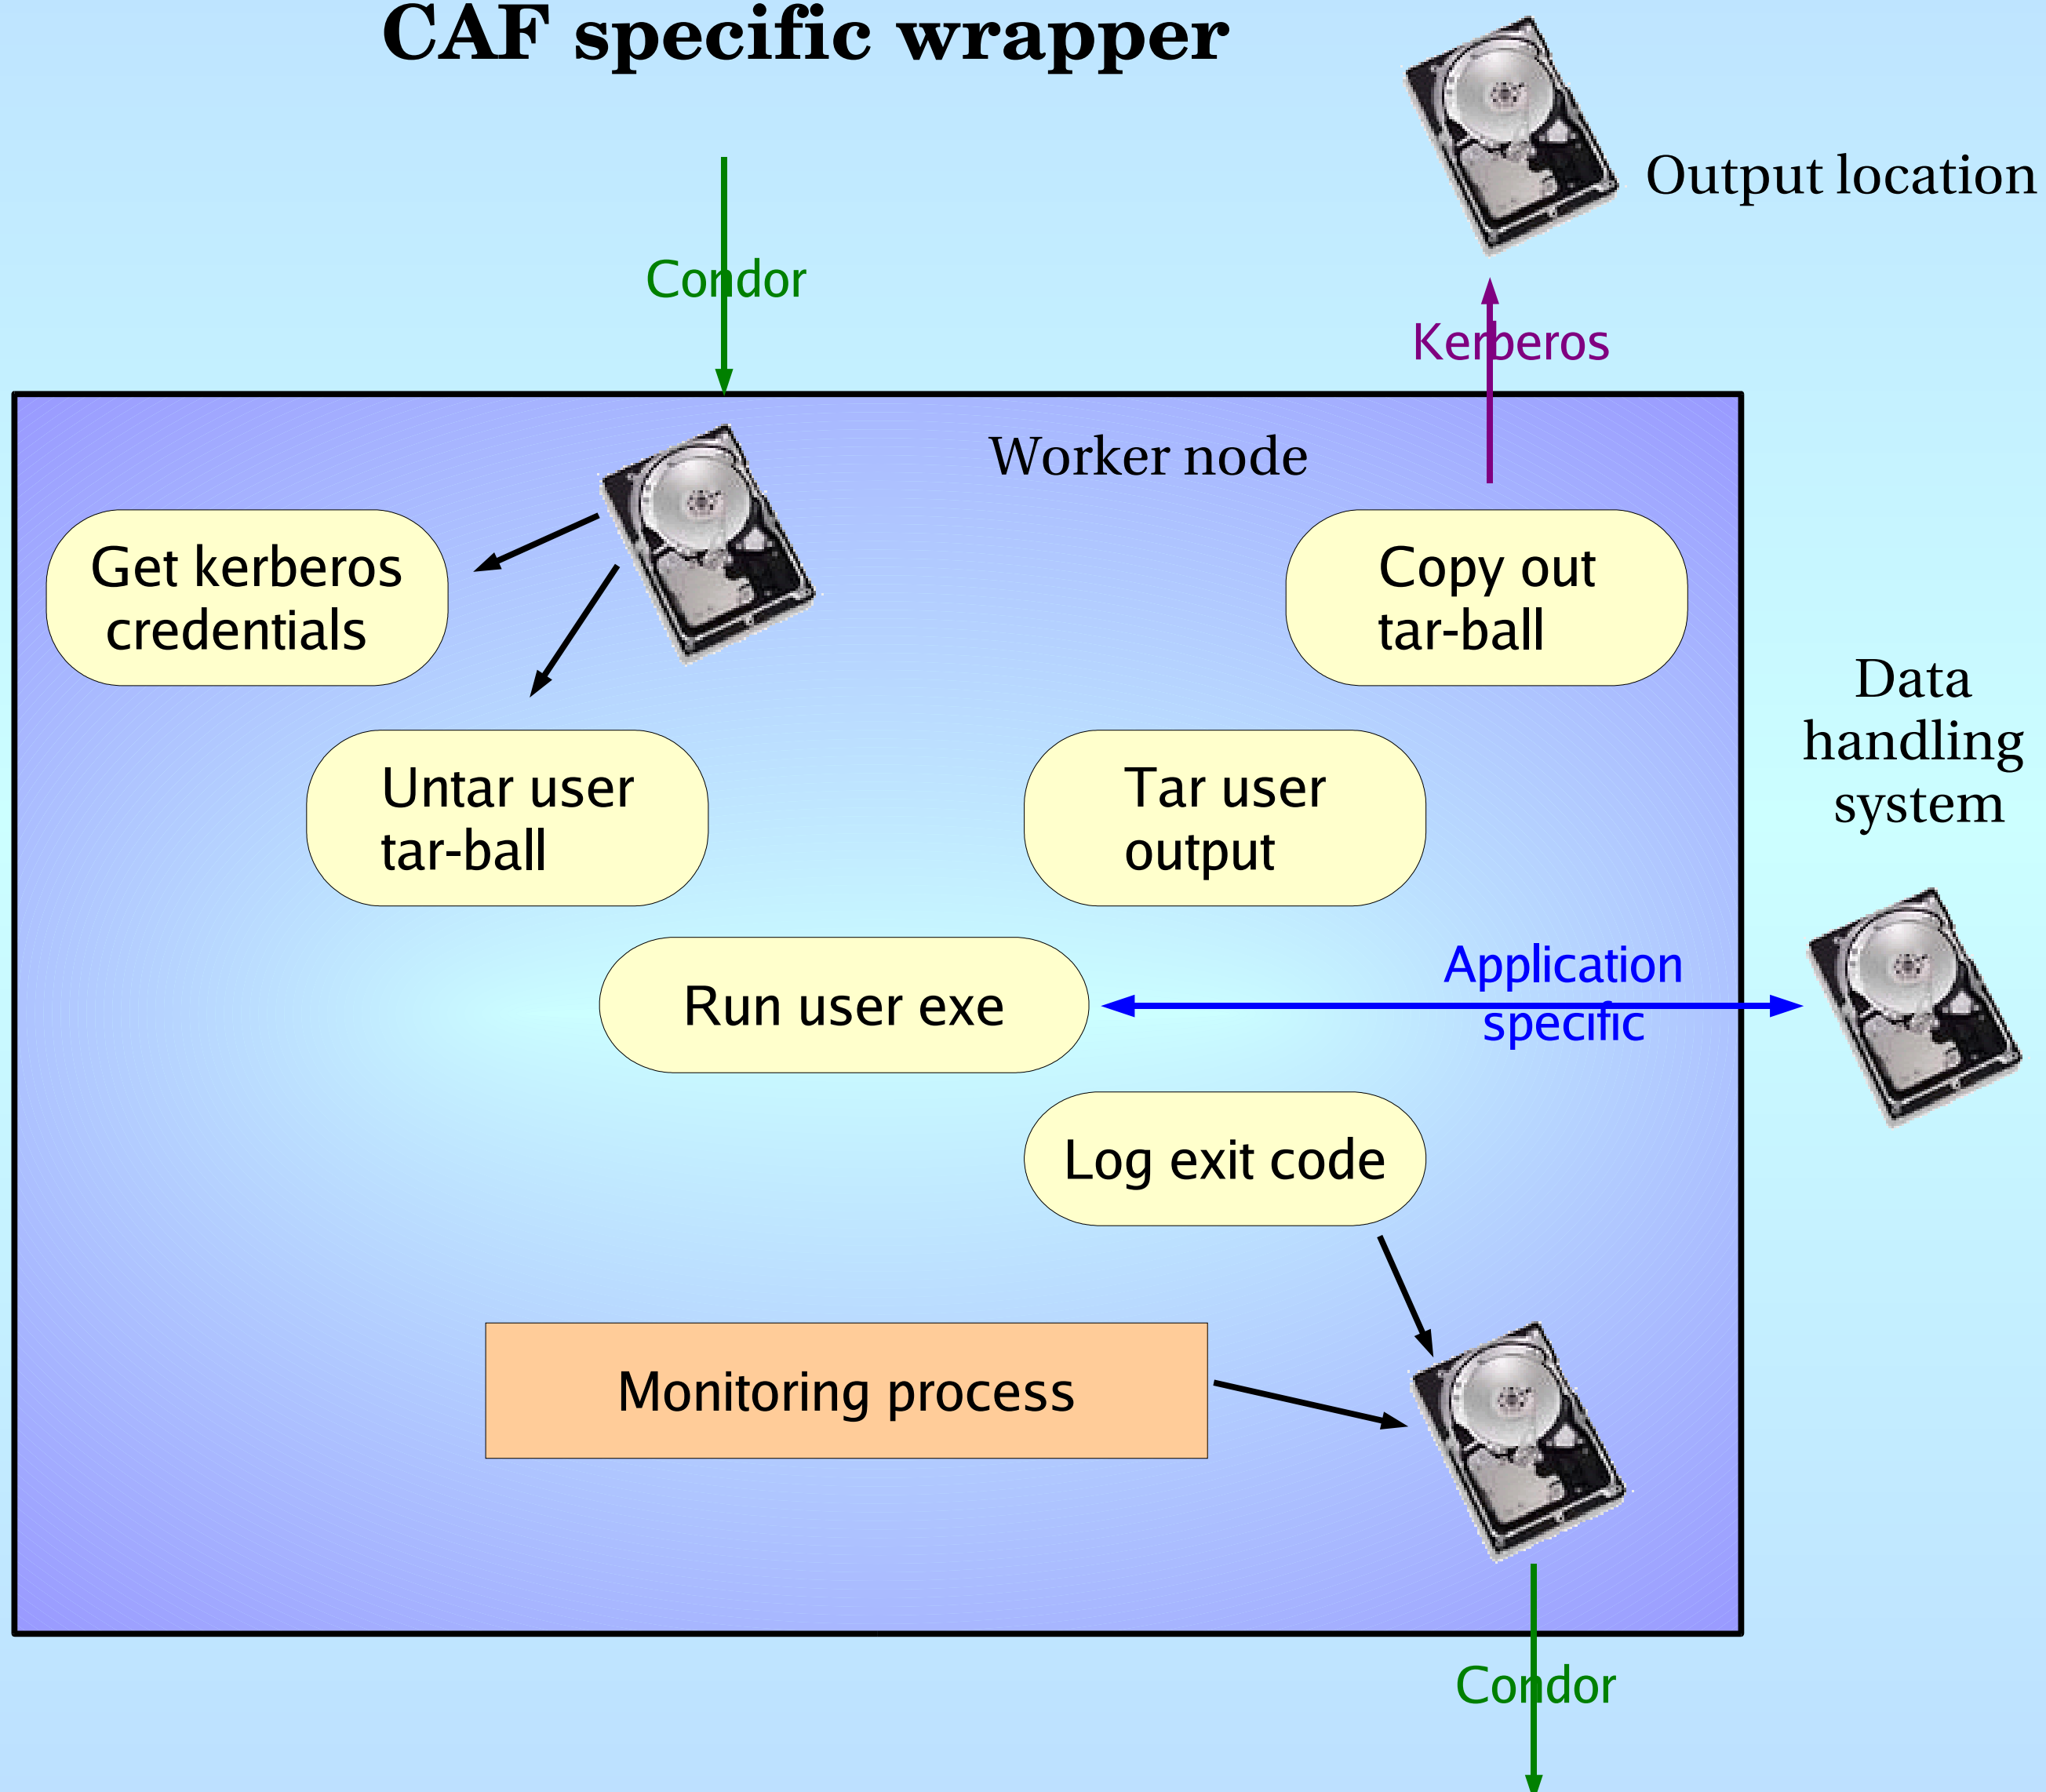 CAF specific wrapper
Output location
Condor
Kerberos
Worker node
Get kerberos
credentials
Copy out
tar-ball
Data
handling
system
Untar user
tar-ball
Tar user
output
Run user exe
Application
specific
Log exit code
Monitoring process
Condor